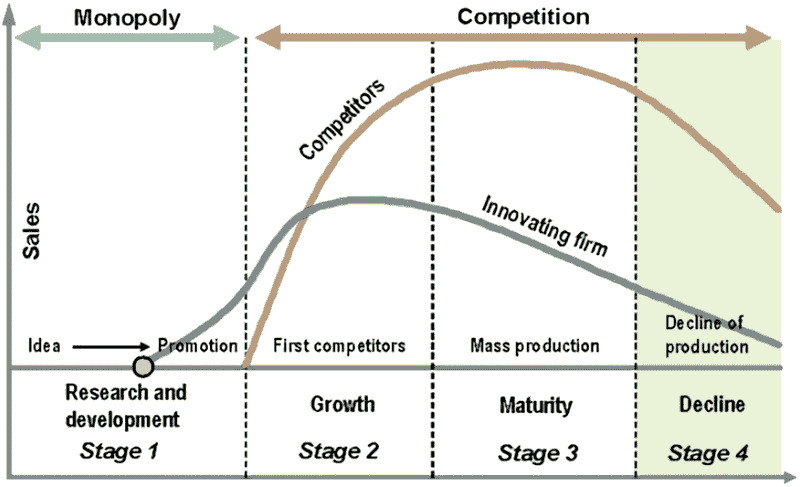 Monopoly
Competition
Sales
Competitors
Innovating firm
Idea
Promotion
First competitors
Mass production
Decline of
production
Research and
development
Stage 1
Growth
Stage 2
Maturity
Stage 3
Decline
Stage 4